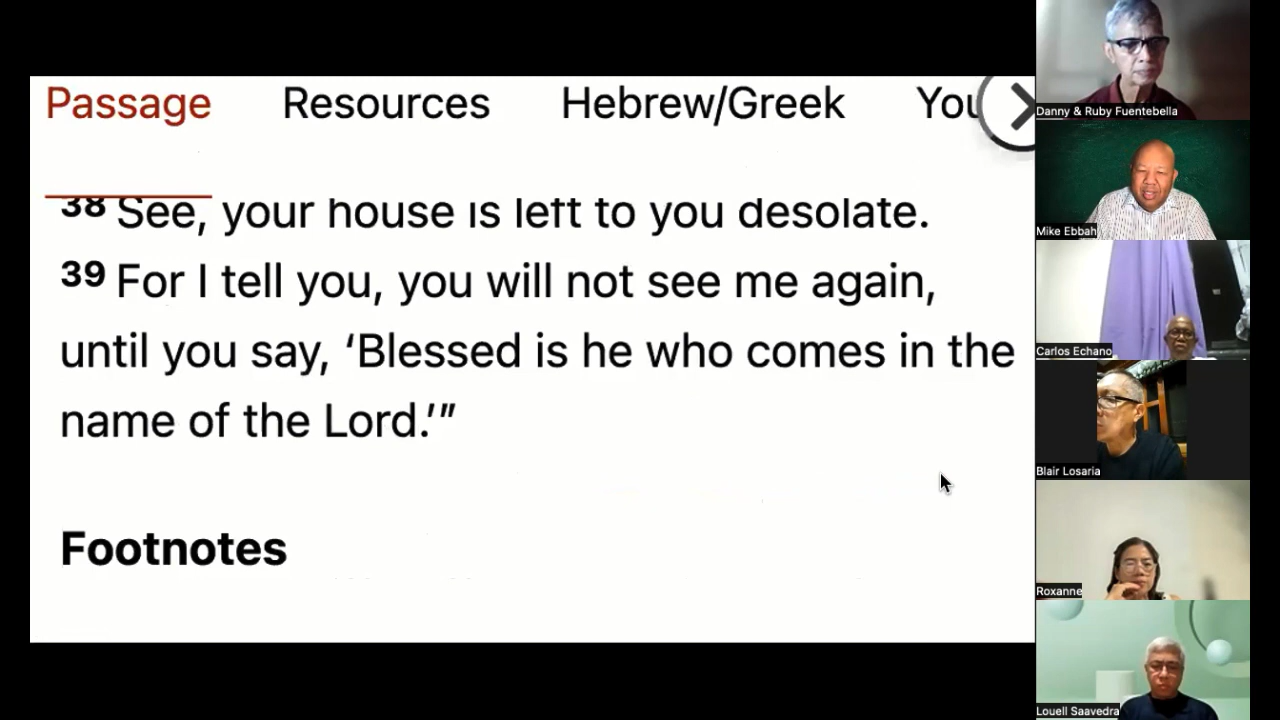 Passage Resources Hebrew/Greek You
38 See, your house is left to you desolate.
39 For I tell you, you will not see me again,
until you say, ‘Blessed is he who comes in the
name of the Lord.’”
Footnotes
Danny & Ruby Fuentebella
Mike Ebbah
Carlos Echano
Blair Losaria
Roxanne
Louell Saavedra